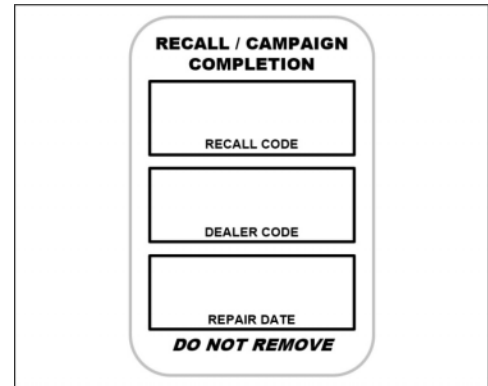 RECALL / CAMPAIGN
COMPLETION
RECALL CODE
DEALER CODE
REPAIR DATE
DO NOT REMOVE